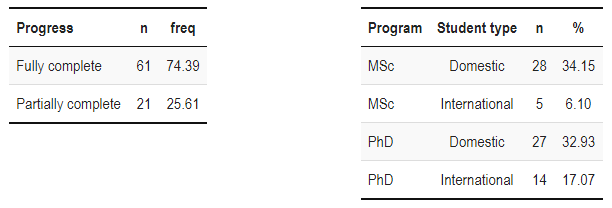 Progress n freq
Fully complete 61 74.39
Partially complete 21 25.61
Program Student type n %
MSc Domestic 28 34.15
MSc International 5 6.10
PhD Domestic 27 32.93
PhD International 14 17.07